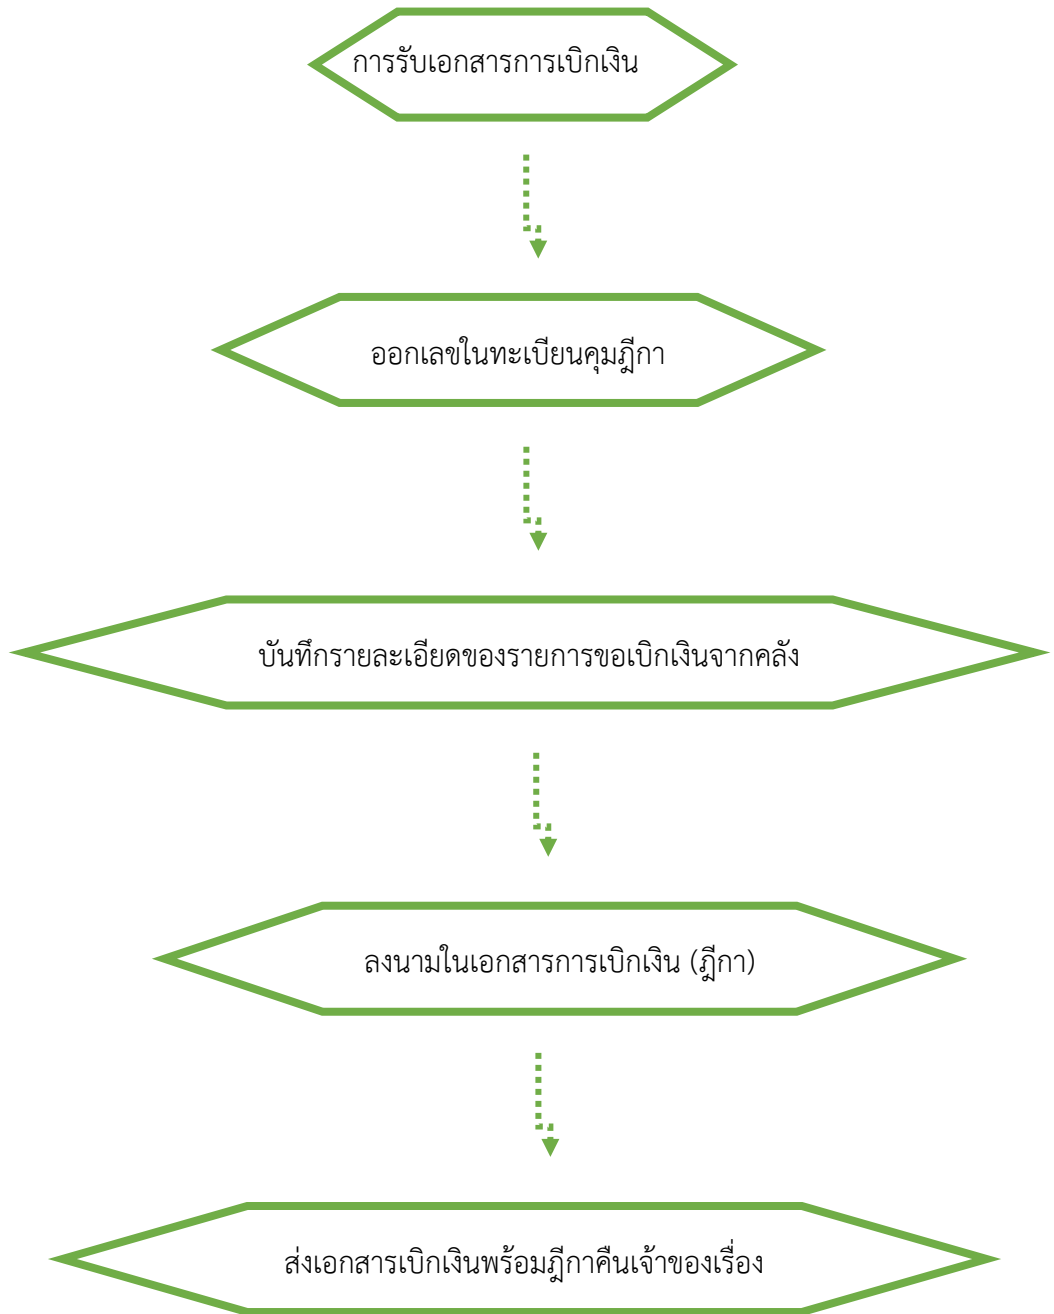 การรับเอกสารการเบิกเงิน
ออกเลขในทะเบียนคุมฎีกา
บันทึกรายละเอียดของรายการขอเบิกเงินจากคลัง
ลงนามในเอกสารการเบิกเงิน (ฎีกา)
ส่งเอกสารเบิกเงินพร้อมฎีกาคืนเจ้าของเรื่อง